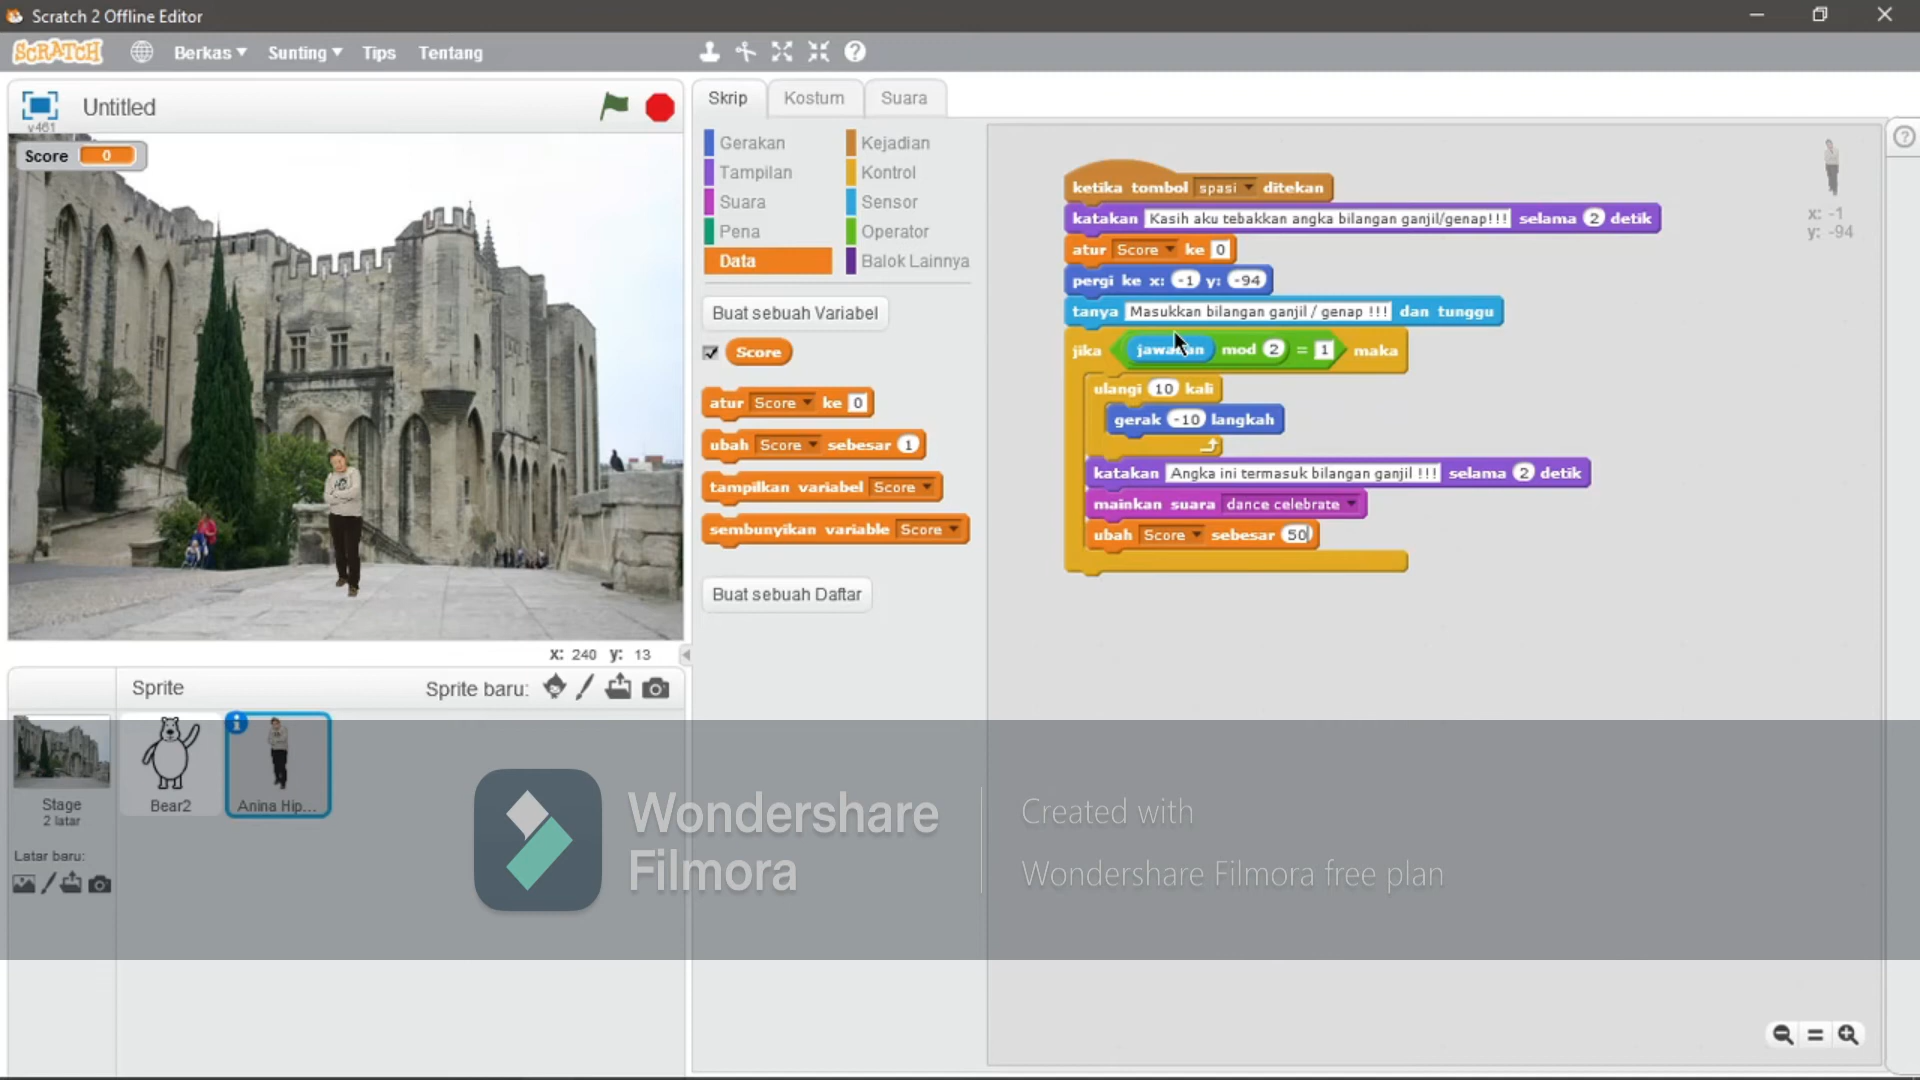 Scratch 2 Offline Editor
SCRATCH Berkas Sunting Tips Tentang
v461 Untitled
Score 0
x: 240 y: 13
Sprite Sprite baru:
Stage
2 latar
Latar baru:
Bear2
Anina Hip...
Skrip Kostum Suara
Gerakan Kejadian
Tampilan Kontrol
Suara Sensor
Pena Operator
Data Balok Lainnya
Buat sebuah Variabel
Score
atur Score ke 0
ubah Score sebesar 1
tampilkan variabel Score
sembunyikan variable Score
Buat sebuah Daftar
ketika tombol spasi ditekan
katakan Kasih aku tebakkan angka bilangan ganjil/genap!!! selama 2 detik
atur Score ke 0
pergi ke x: -1 y: -94
tanya Masukkan bilangan ganjil / genap !!! dan tunggu
jika jawaban mod 2 = 1 maka
ulangi 10 kali
gerak -10 langkah
katakan Angka ini termasuk bilangan ganjil !!! selama 2 detik
mainkan suara dance celebrate
ubah Score sebesar 50
x: -1
y: -94
Wondershare
Filmora
Created with
Wondershare Filmora free plan